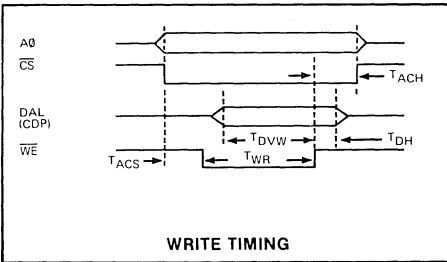 A0
CS
TACH
DAL
(CDP)
TDVW
TDH
WE
TACS
TWR
WRITE TIMING